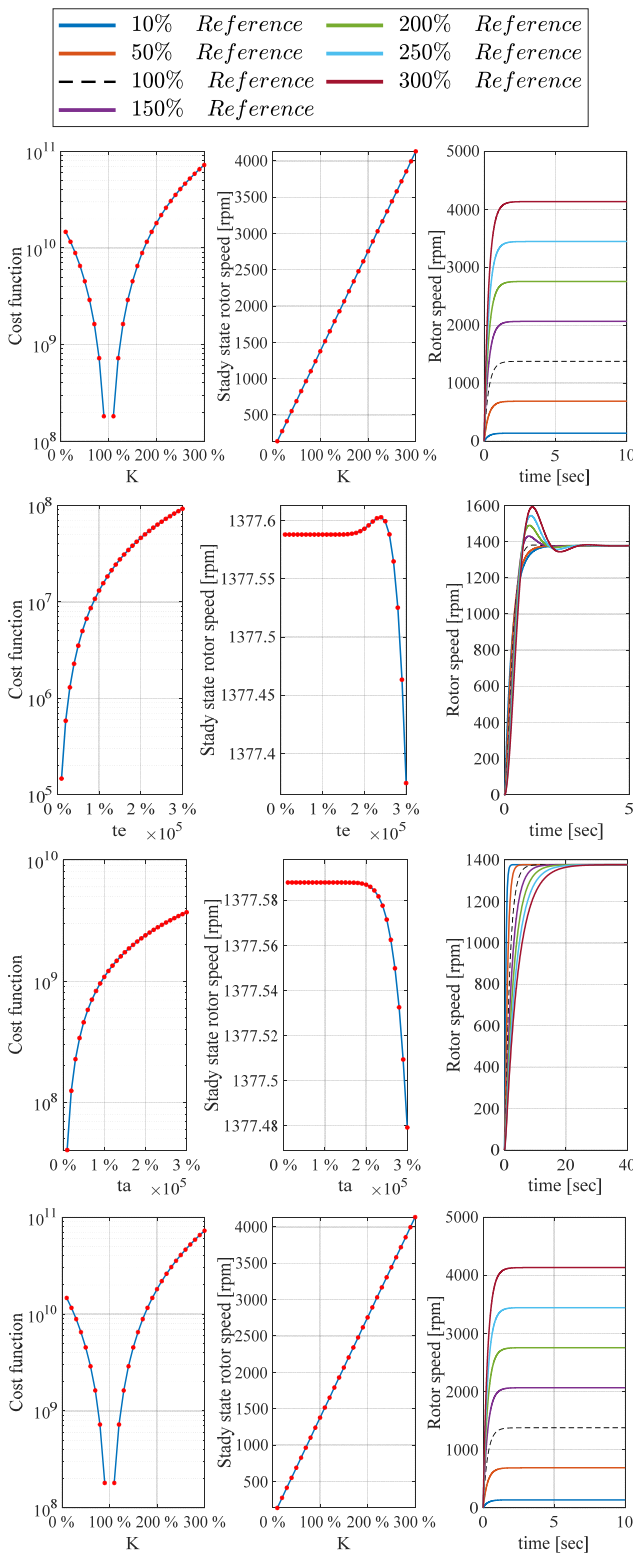 10% Reference 200% Reference
50% Reference 250% Reference
100% Reference 300% Reference
150% Reference
Cost function
10^11
10^10
10^9
10^8
0 % 100 % 200 % 300 %
K
Stady state rotor speed [rpm]
4000
3500
3000
2500
2000
1500
1000
500
0 % 100 % 200 % 300 %
K
Rotor speed [rpm]
5000
4000
3000
2000
1000
0
0 5 10
time [sec]
Cost function
10^8
10^7
10^6
10^5
0 % 1 % 2 % 3 %
te ×10^5
Stady state rotor speed [rpm]
1377.6
1377.55
1377.5
1377.45
1377.4
0 % 1 % 2 % 3 %
te ×10^5
Rotor speed [rpm]
1600
1400
1200
1000
800
600
400
200
0
0 5
time [sec]
Cost function
10^10
10^9
10^8
0 % 1 % 2 % 3 %
ta ×10^5
Stady state rotor speed [rpm]
1377.58
1377.56
1377.54
1377.52
1377.5
1377.48
0 % 1 % 2 % 3%
ta ×10^5
Rotor speed [rpm]
1400
1200
1000
800
600
400
200
0
0 20 40
time [sec]
Cost function
10^11
10^10
10^9
10^8
0 % 100 % 200 % 300 %
K
Stady state rotor speed [rpm]
4000
3500
3000
2500
2000
1500
1000
500
0 % 100 % 200 % 300 %
K
Rotor speed [rpm]
5000
4000
3000
2000
1000
0
0 5 10
time [sec]